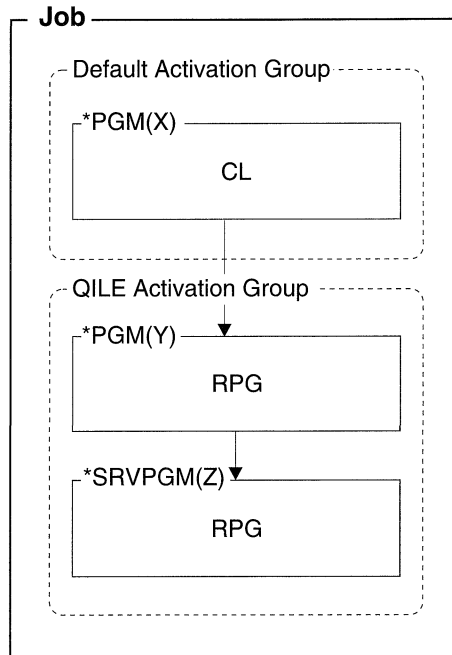 Job
Default Activation Group
*PGM(X)
CL
QILE Activation Group
*PGM(Y)
RPG
*SRVPGM(Z)
RPG